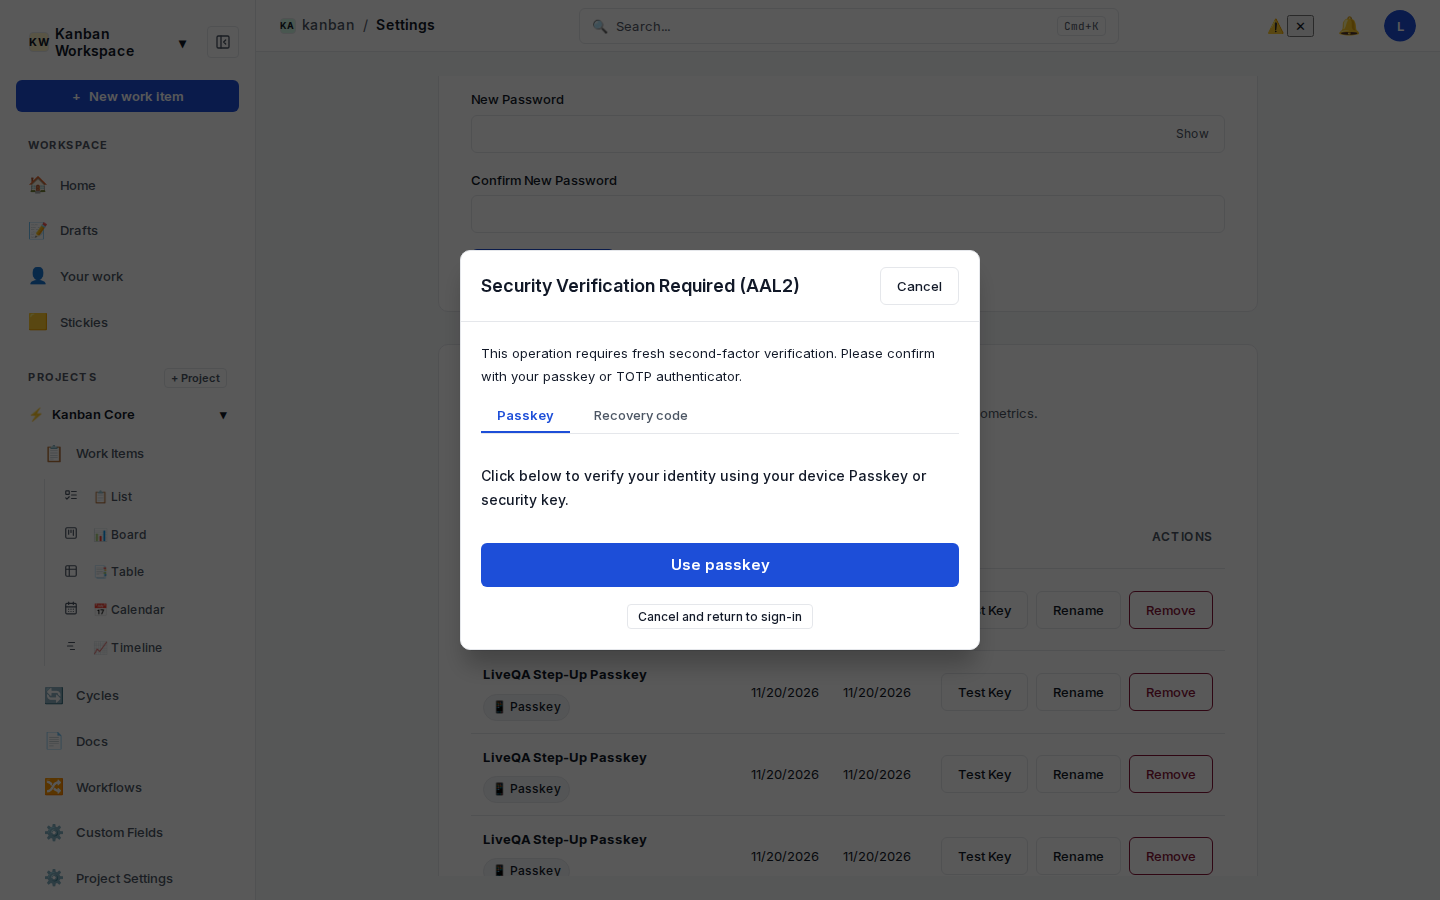 KW Kanban Workspace ▾
+ New work item
WORKSPACE
🏠 Home
📝 Drafts
👤 Your work
🟨 Stickies
PROJECTS
+ Project
⚡ Kanban Core ▾
📋 Work Items
📋 List
📊 Board
📑 Table
📅 Calendar
📈 Timeline
🔄 Cycles
📄 Docs
🔀 Workflows
⚙️ Custom Fields
⚙️ Project Settings
KA kanban / Settings
🔍 Search... Cmd+K
⚠️ ✕ 🔔 L
New Password
Show
Confirm New Password
Security Verification Required (AAL2)
Cancel
This operation requires fresh second-factor verification. Please confirm
with your passkey or TOTP authenticator.
Passkey Recovery code
Click below to verify your identity using your device Passkey or
security key.
Use passkey
Cancel and return to sign-in
ometrics.
ACTIONS
t Key Rename Remove
LiveQA Step-Up Passkey
📱 Passkey
11/20/2026 11/20/2026 Test Key Rename Remove
LiveQA Step-Up Passkey
📱 Passkey
11/20/2026 11/20/2026 Test Key Rename Remove
LiveQA Step-Up Passkey
📱 Passkey
11/20/2026 11/20/2026 Test Key Rename Remove